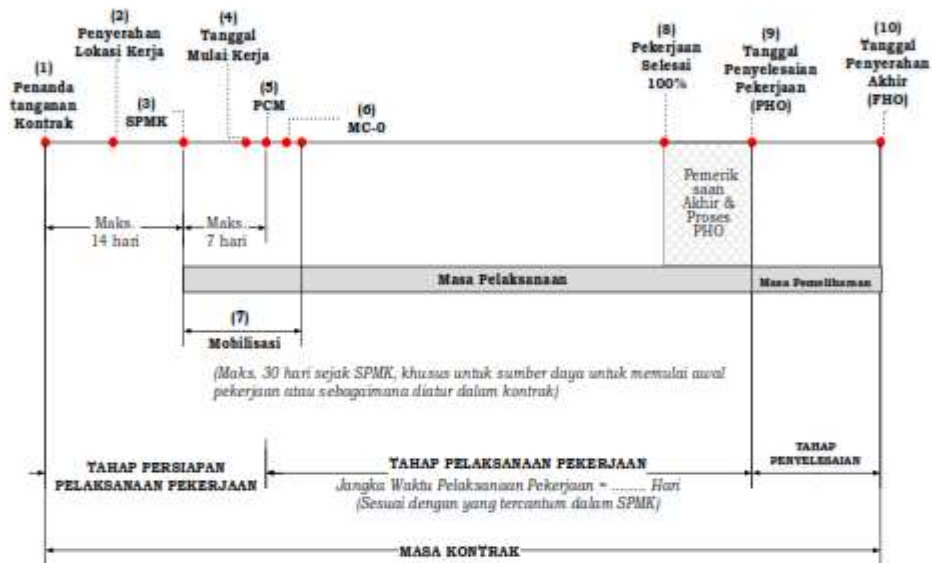 (1)
Penanda
tanganan
Kontrak
(2)
Penyerahan
Lokasi Kerja
(3)
SPMK
(4)
Tanggal
Mulai Kerja
(5)
PCM
(6)
MC-0
(8)
Pekerjaan
Selesai
100%
(9)
Tanggal
Penyelesaian
Pekerjaan
(PHO)
(10)
Tanggal
Penyerahan
Akhir
(FHO)
Maks.
14 hari
Maks.
7 hari
Pemerik
saan
Akhir &
Proses
PHO
Masa Pelaksanaan
Masa Pemeliharaan
(7)
Mobilisasi
(Maks. 30 hari sejak SPMK, khusus untuk sumber daya untuk memulai awal
pekerjaan atau sebagaimana diatur dalam kontrak)
TAHAP PERSIAPAN
PELAKSANAAN PEKERJAAN
TAHAP PELAKSANAAN PEKERJAAN
Jangka Waktu Pelaksanaan Pekerjaan = ........ Hari
(Sesuai dengan yang tercantum dalam SPMK)
TAHAP
PENYELESAIAN
MASA KONTRAK